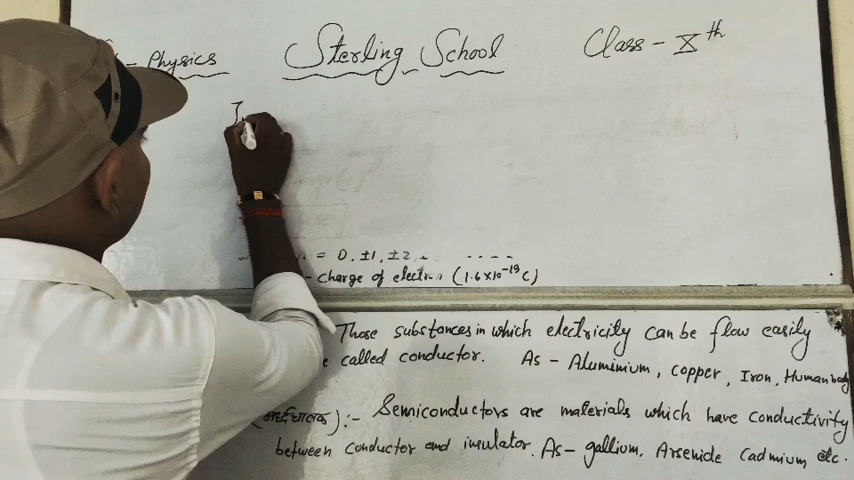 - Physics
Sterling School
Class - Xth
I
= 0, ±1, ±2, - - - - -
- charge of electron (1.6×10⁻¹⁹C)
Those substances in which electricity can be flow easily
called conductor. As - Aluminium, copper, Iron, Human body
(अर्धचालक) :- Semiconductors are materials which have conductivity
between conductor and insulator. As - gallium, Arsenide Cadmium etc.